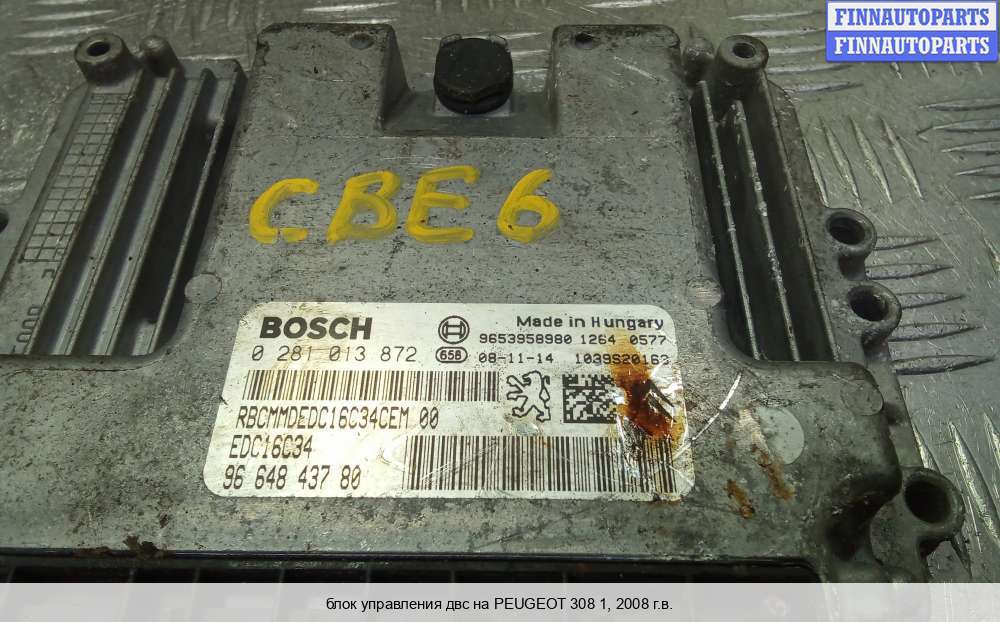 FINNAUTOPARTS
FINNAUTOPARTS
CBE6
BOSCH
Made in Hungary
9653958980 1264 0577
0 281 013 872
658
08-11-14 1039S20163
RBCMMDEDC16C34CEM 00
EDC16C34
96 648 437 80
блок управления двс на PEUGEOT 308 1, 2008 г.в.